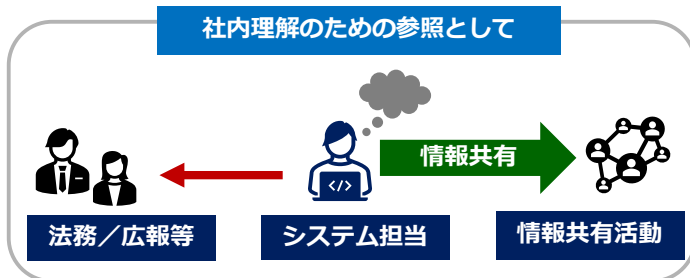 社内理解のための参照として
情報共有
</>
法務／広報等
システム担当
情報共有活動